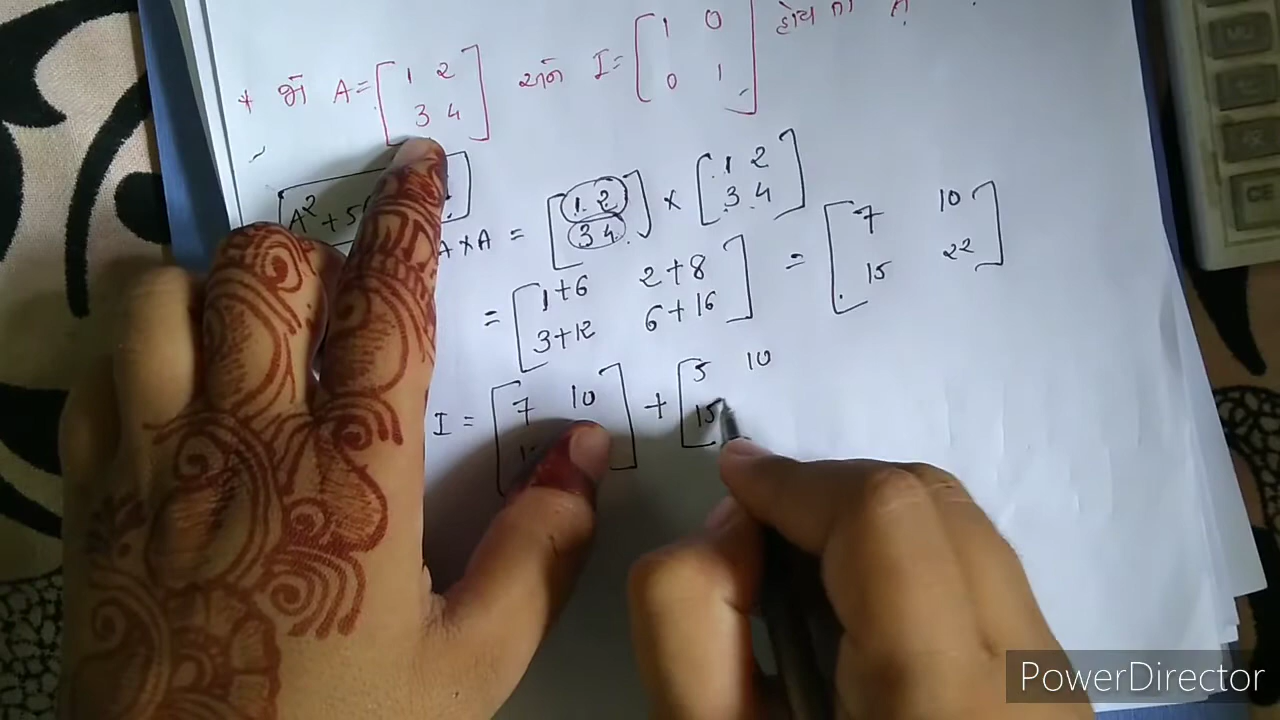 * જો A = [1 2 3 4] અને I = [1 0 0 1] હોય તો
A² + 5
A × A = [1 2 3 4] × [1 2 3 4]
= [1+6 2+8 3+12 6+16] = [7 10 15 22]
I = [7 10 + [5 10 15
CE
PowerDirector